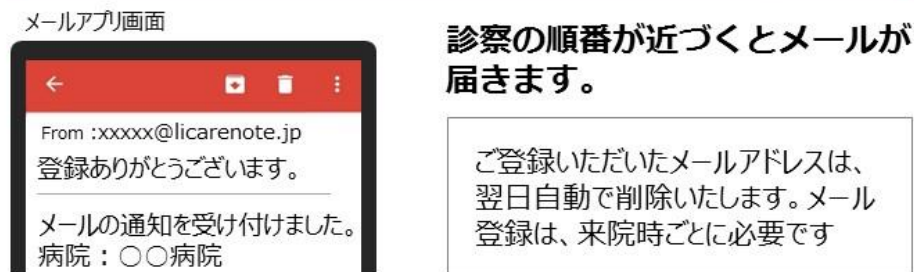 メールアプリ画面
From :xxxxx@licarenote.jp
登録ありがとうございます。
メールの通知を受け付けました。
病院：○○病院
診察の順番が近づくとメールが
届きます。
ご登録いただいたメールアドレスは、
翌日自動で削除いたします。メール
登録は、来院時ごとに必要です